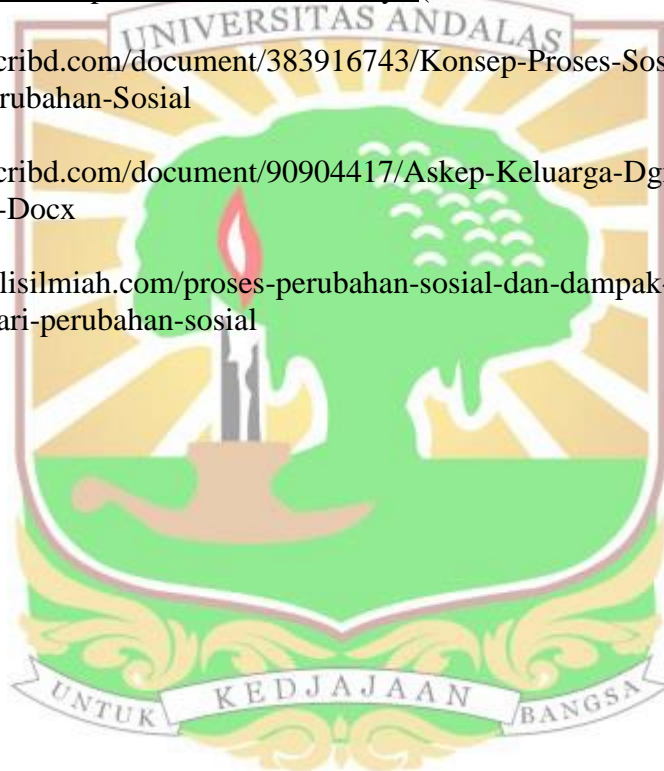 UNIVERSITAS ANDALAS
cribd.com/document/383916743/Konsep-Proses-Sos
rubahan-Sosial
cribd.com/document/90904417/Askep-Keluarga-Dg
-Docx
lisilmiah.com/proses-perubahan-sosial-dan-dampak-
ari-perubahan-sosial
UNTUK KEDJAJAAN BANGSA